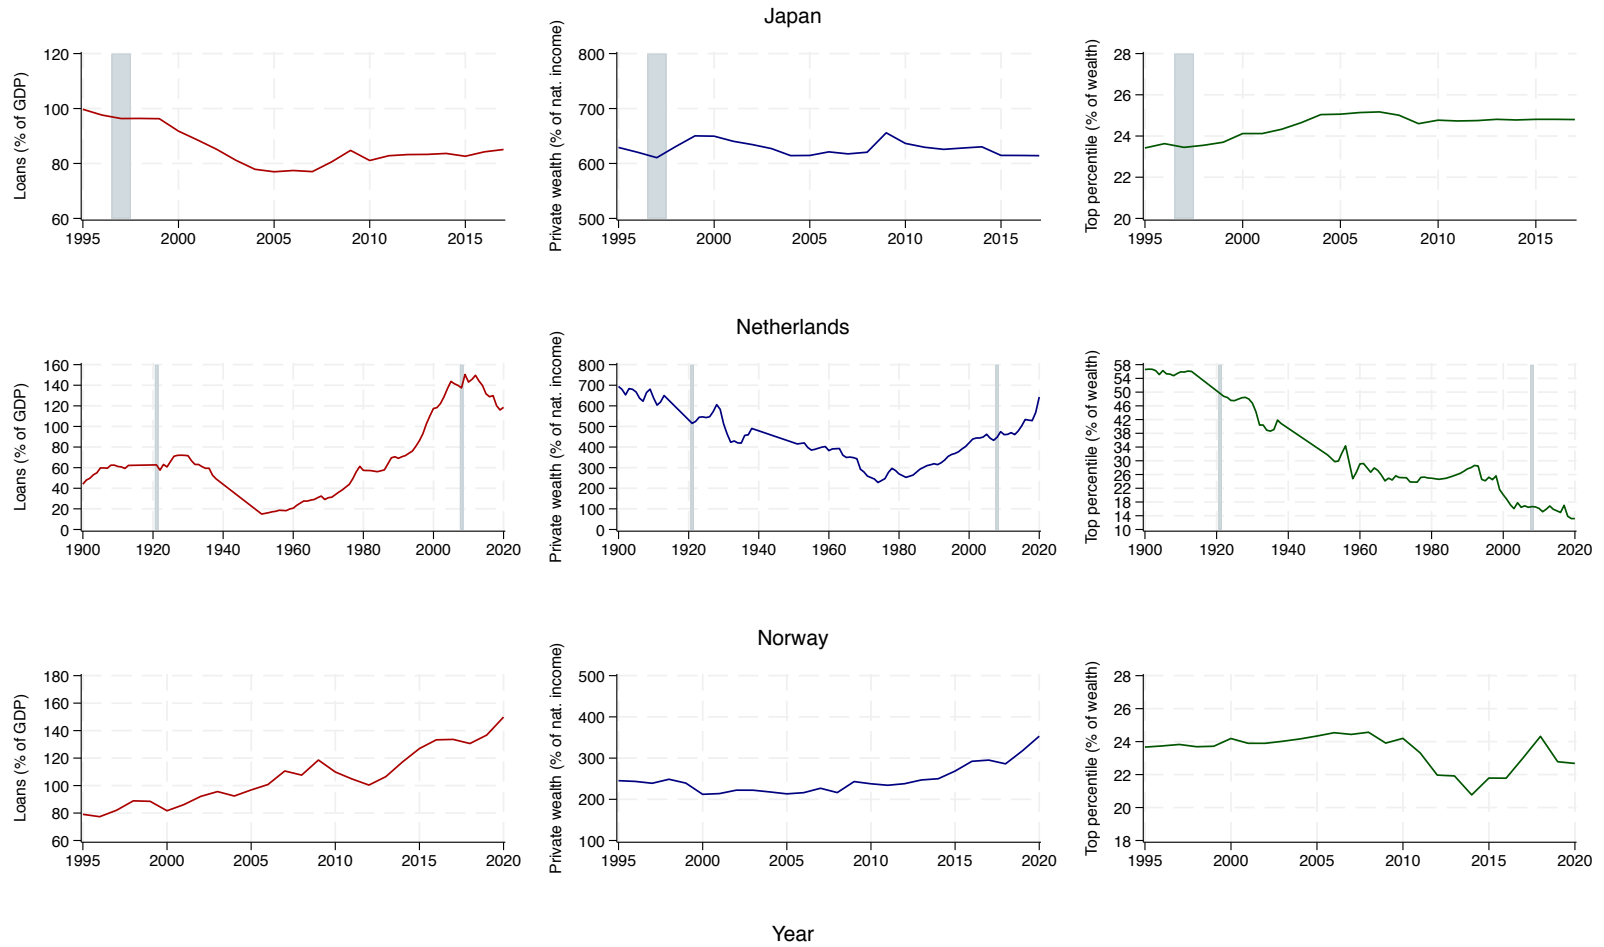 Japan
Loans (% of GDP)
120
100
80
60
1995 2000 2005 2010 2015
Private wealth (% of nat. income)
800
700
600
500
1995 2000 2005 2010 2015
Top percentile (% of wealth)
28
26
24
22
20
1995 2000 2005 2010 2015
Netherlands
Loans (% of GDP)
160
140
120
100
80
60
40
20
0
1900 1920 1940 1960 1980 2000 2020
Private wealth (% of nat. income)
800
700
600
500
400
300
200
100
0
1900 1920 1940 1960 1980 2000 2020
Top percentile (% of wealth)
58
54
50
46
42
38
34
30
26
22
18
14
10
1900 1920 1940 1960 1980 2000 2020
Norway
Loans (% of GDP)
180
160
140
120
100
80
60
1995 2000 2005 2010 2015 2020
Private wealth (% of nat. income)
500
400
300
200
100
1995 2000 2005 2010 2015 2020
Top percentile (% of wealth)
28
26
24
22
20
18
1995 2000 2005 2010 2015 2020
Year